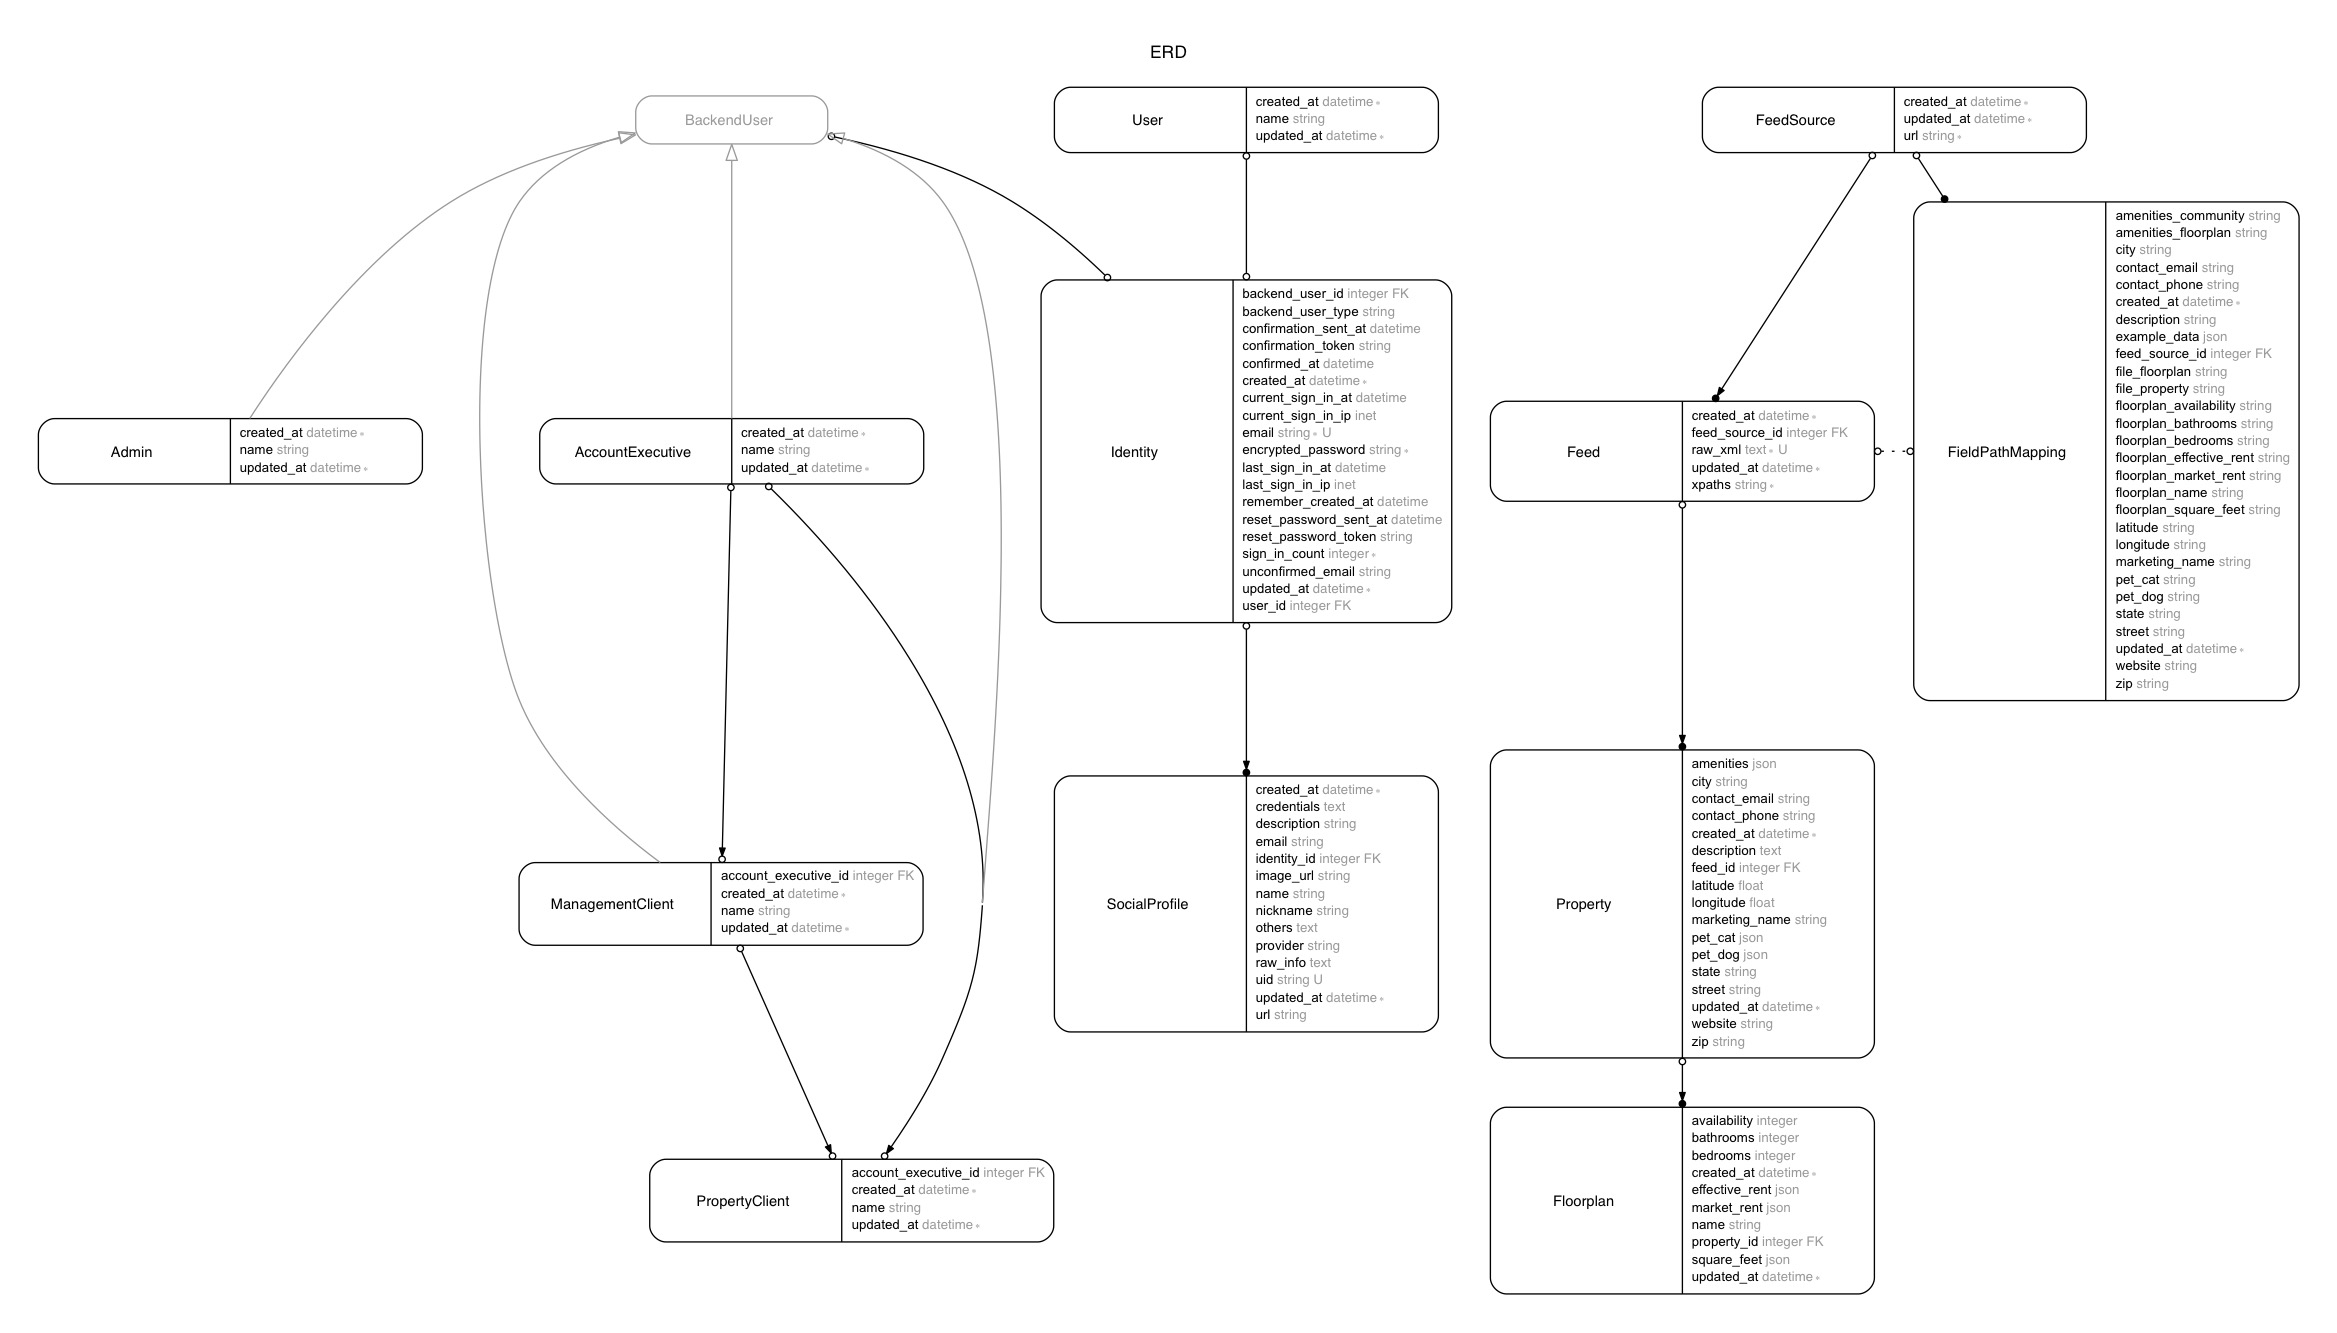 ERD
BackendUser
User
created_at datetime *
name string
updated_at datetime *
FeedSource
created_at datetime *
updated_at datetime *
url string *
FieldPathMapping
amenities_community string
amenities_floorplan string
city string
contact_email string
contact_phone string
created_at datetime *
description string
example_data json
feed_source_id integer FK
file_floorplan string
file_property string
floorplan_availability string
floorplan_bathrooms string
floorplan_bedrooms string
floorplan_effective_rent string
floorplan_market_rent string
floorplan_name string
floorplan_square_feet string
latitude string
longitude string
marketing_name string
pet_cat string
pet_dog string
state string
street string
updated_at datetime *
website string
zip string
Identity
backend_user_id integer FK
backend_user_type string
confirmation_sent_at datetime
confirmation_token string
confirmed_at datetime
created_at datetime *
current_sign_in_at datetime
current_sign_in_ip inet
email string * U
encrypted_password string *
last_sign_in_at datetime
last_sign_in_ip inet
remember_created_at datetime
reset_password_sent_at datetime
reset_password_token string
sign_in_count integer *
unconfirmed_email string
updated_at datetime *
user_id integer FK
Admin
created_at datetime *
name string
updated_at datetime *
AccountExecutive
created_at datetime *
name string
updated_at datetime *
Feed
created_at datetime *
feed_source_id integer FK
raw_xml text * U
updated_at datetime *
xpaths string *
Property
amenities json
city string
contact_email string
contact_phone string
created_at datetime *
description text
feed_id integer FK
latitude float
longitude float
marketing_name string
pet_cat json
pet_dog json
state string
street string
updated_at datetime *
website string
zip string
SocialProfile
created_at datetime *
credentials text
description string
email string
identity_id integer FK
image_url string
name string
nickname string
others text
provider string
raw_info text
uid string U
updated_at datetime *
url string
ManagementClient
account_executive_id integer FK
created_at datetime *
name string
updated_at datetime *
PropertyClient
account_executive_id integer FK
created_at datetime *
name string
updated_at datetime *
Floorplan
availability integer
bathrooms integer
bedrooms integer
created_at datetime *
effective_rent json
market_rent json
name string
property_id integer FK
square_feet json
updated_at datetime *